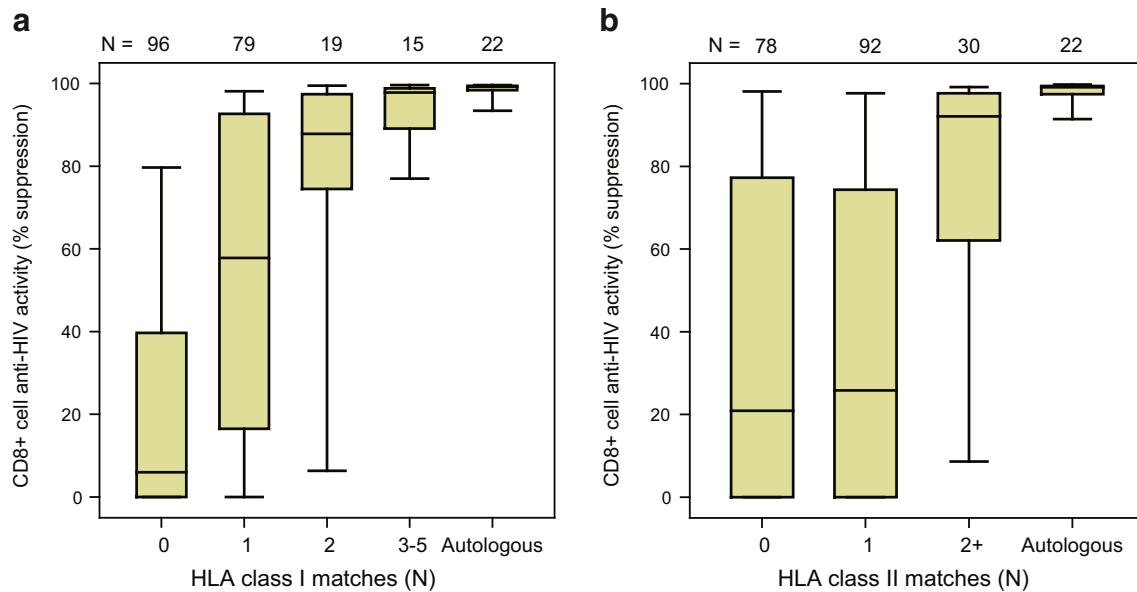 a
N = 96 79 19 15 22
100
80
60
40
20
0
CD8+ cell anti-HIV activity (% suppression)
0 1 2 3-5 Autologous
HLA class I matches (N)
b
N = 78 92 30 22
100
80
60
40
20
0
CD8+ cell anti-HIV activity (% suppression)
0 1 2+ Autologous
HLA class II matches (N)